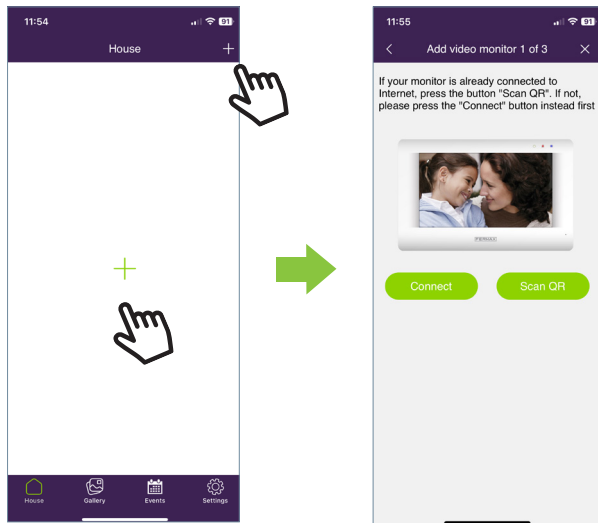 11:54
91
House
House
Gallery
Events
Settings
11:55
91
Add video monitor 1 of 3
If your monitor is already connected to
Internet, press the button "Scan QR". If not,
please press the "Connect" button instead first
FERMAX
Connect
Scan QR